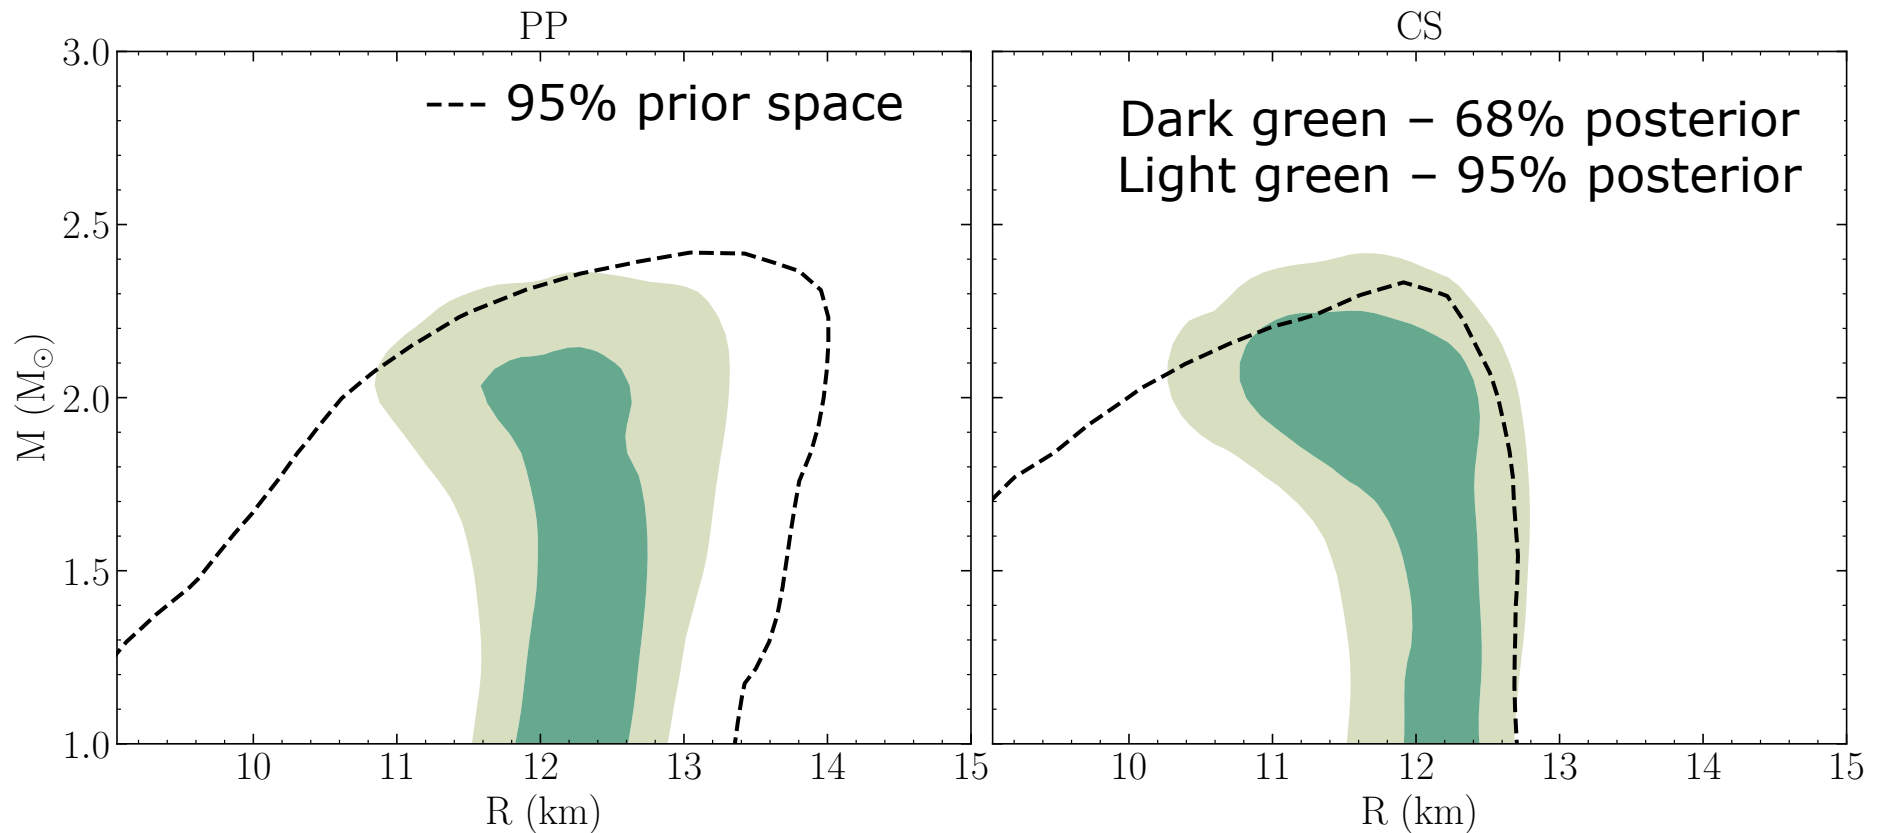 PP
CS
--- 95% prior space
Dark green – 68% posterior
Light green – 95% posterior
3.0
2.5
2.0
1.5
1.0
M (M☉)
10 11 12 13 14 15
10 11 12 13 14 15
R (km)
R (km)